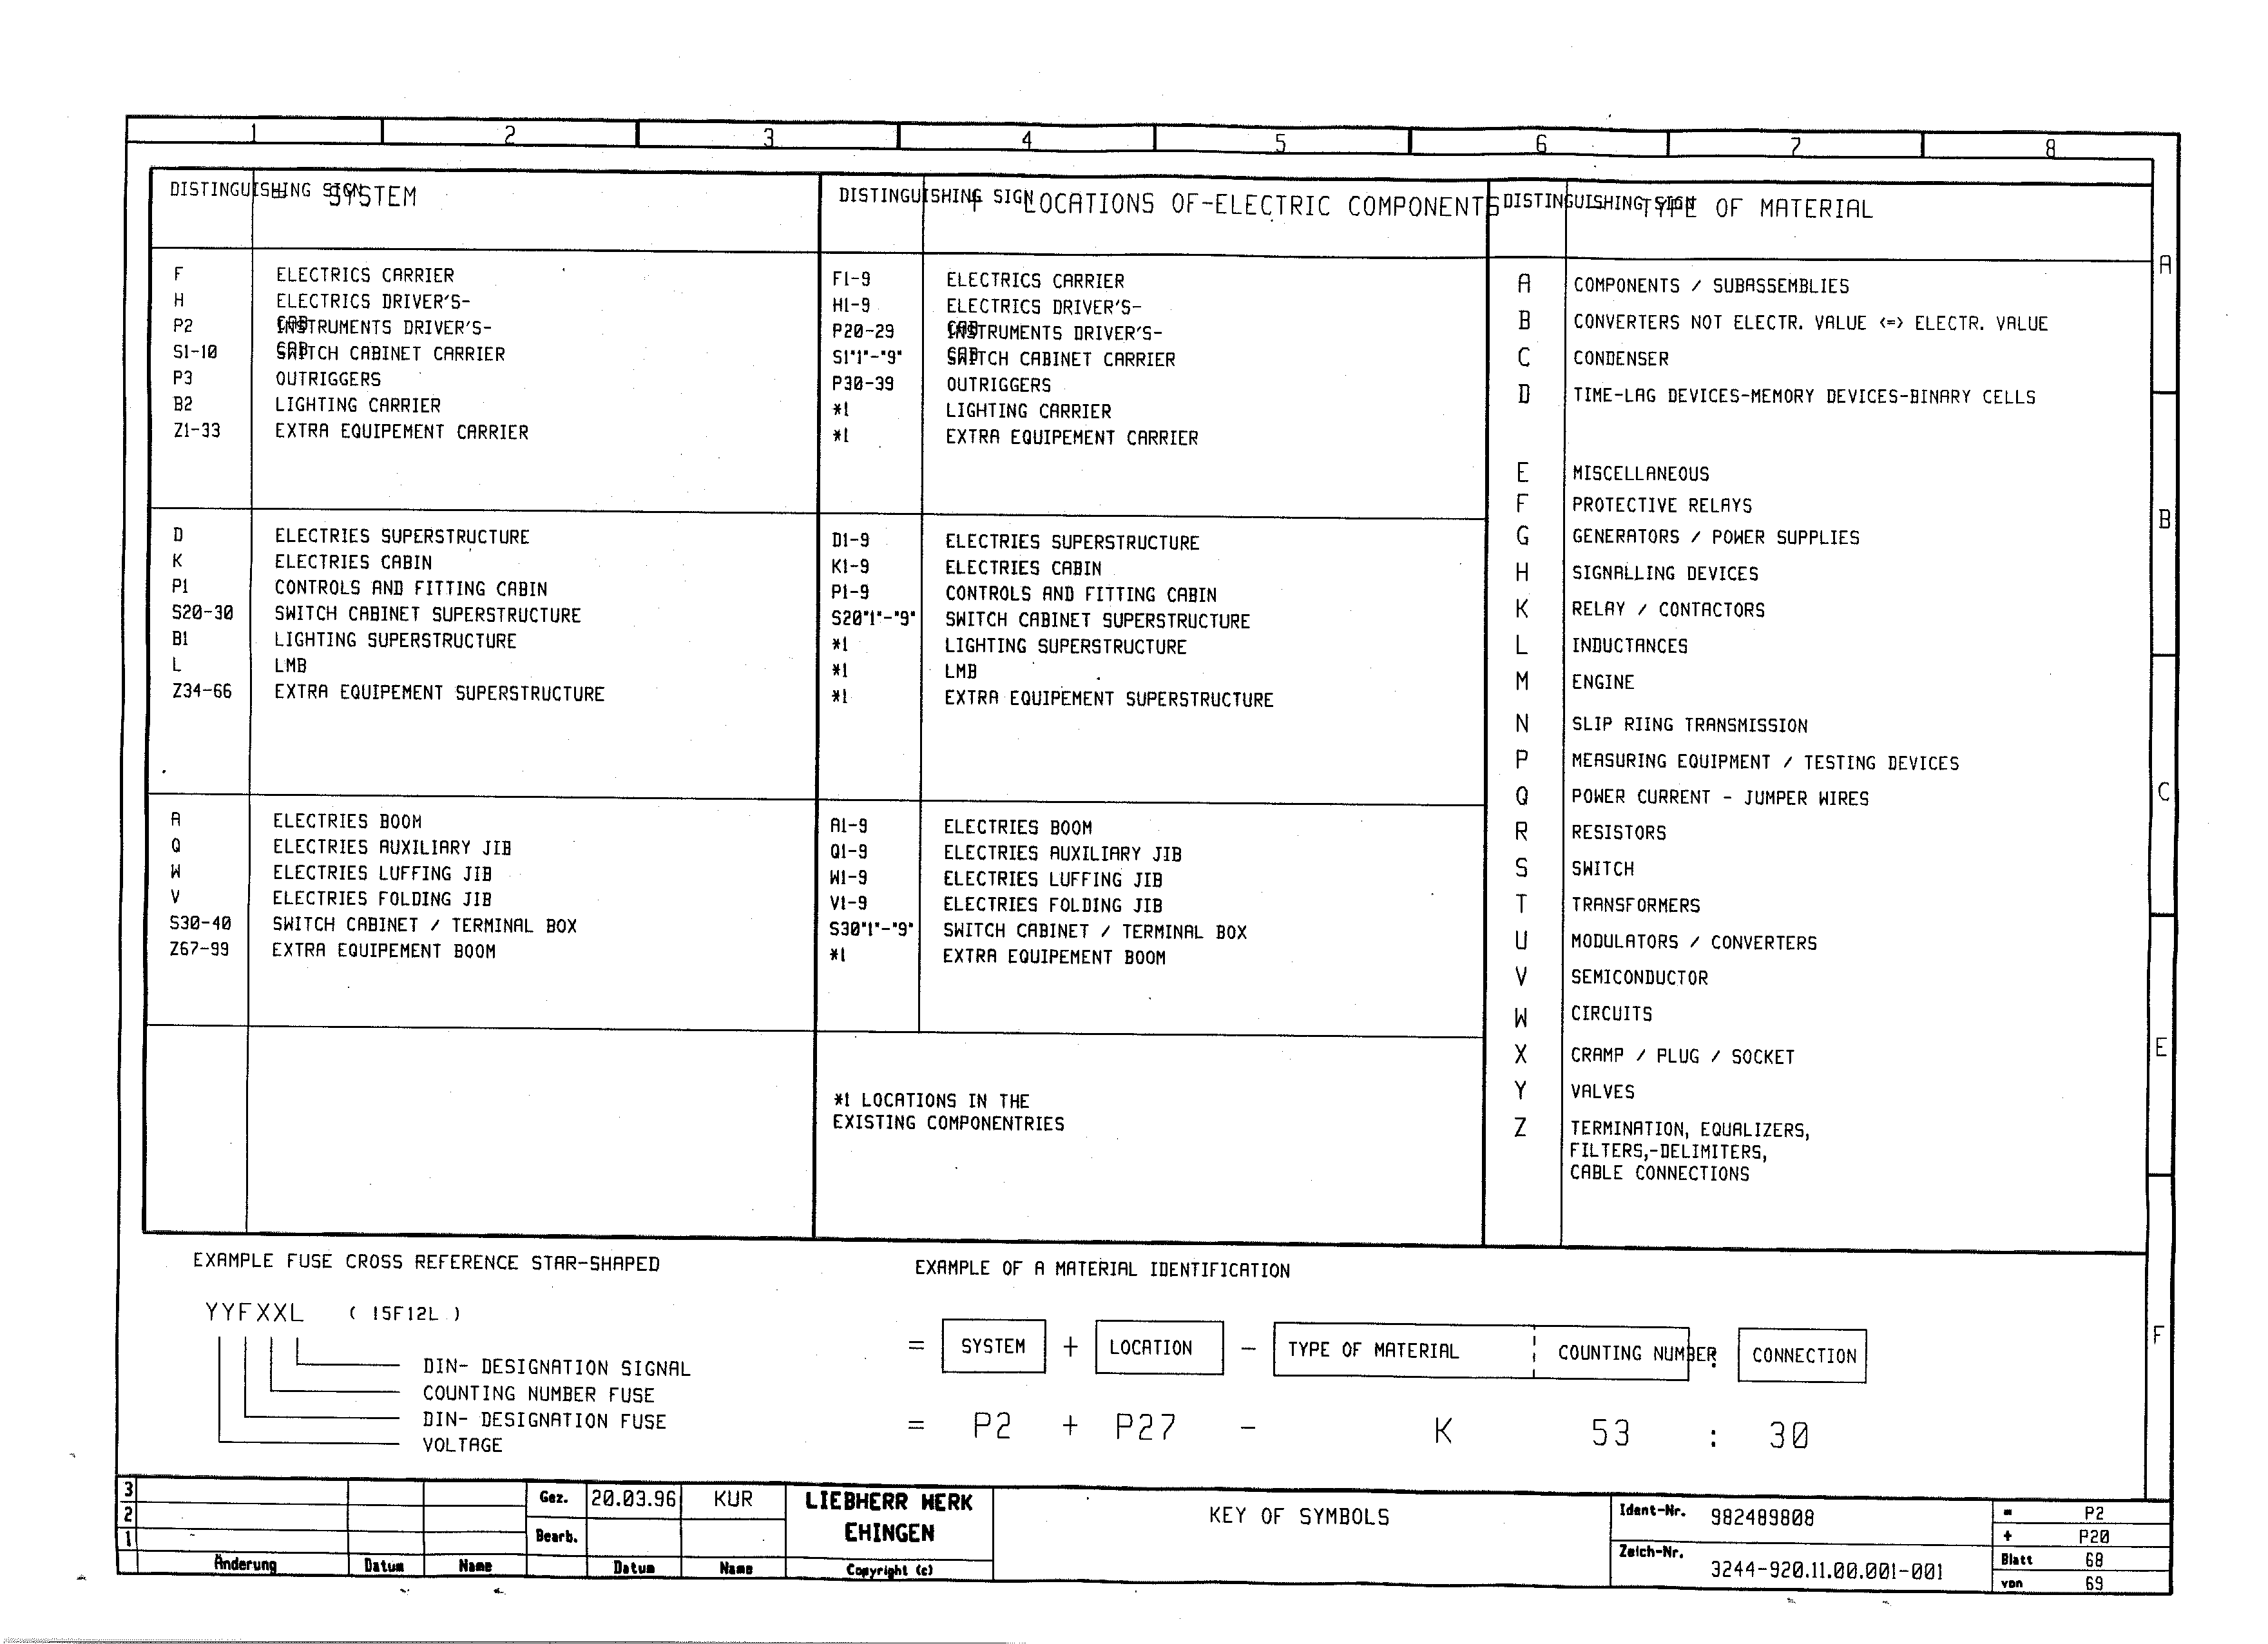 1 2 3 4 5 6 7 8
DISTINGUISHING SIGN = SYSTEM
F ELECTRICS CARRIER
H ELECTRICS DRIVER'S-
CAB
P2 INSTRUMENTS DRIVER'S-
CAB
S1-10 SWITCH CABINET CARRIER
P3 OUTRIGGERS
B2 LIGHTING CARRIER
Z1-33 EXTRA EQUIPEMENT CARRIER
D ELECTRIES SUPERSTRUCTURE
K ELECTRIES CABIN
P1 CONTROLS AND FITTING CABIN
S20-30 SWITCH CABINET SUPERSTRUCTURE
B1 LIGHTING SUPERSTRUCTURE
L LMB
Z34-66 EXTRA EQUIPEMENT SUPERSTRUCTURE
A ELECTRIES BOOM
Q ELECTRIES AUXILIARY JIB
W ELECTRIES LUFFING JIB
V ELECTRIES FOLDING JIB
S30-40 SWITCH CABINET / TERMINAL BOX
Z67-99 EXTRA EQUIPEMENT BOOM
DISTINGUISHING SIGN + LOCATIONS OF-ELECTRIC COMPONENTS
F1-9 ELECTRICS CARRIER
H1-9 ELECTRICS DRIVER'S-
CAB
P20-29 INSTRUMENTS DRIVER'S-
CAB
S1"1"-"9" SWITCH CABINET CARRIER
P30-39 OUTRIGGERS
*1 LIGHTING CARRIER
*1 EXTRA EQUIPEMENT CARRIER
D1-9 ELECTRIES SUPERSTRUCTURE
K1-9 ELECTRIES CABIN
P1-9 CONTROLS AND FITTING CABIN
S20"1"-"9" SWITCH CABINET SUPERSTRUCTURE
*1 LIGHTING SUPERSTRUCTURE
*1 LMB
*1 EXTRA EQUIPEMENT SUPERSTRUCTURE
A1-9 ELECTRIES BOOM
Q1-9 ELECTRIES AUXILIARY JIB
W1-9 ELECTRIES LUFFING JIB
V1-9 ELECTRIES FOLDING JIB
S30"1"-"9" SWITCH CABINET / TERMINAL BOX
*1 EXTRA EQUIPEMENT BOOM
*1 LOCATIONS IN THE
EXISTING COMPONENTRIES
DISTINGUISHING SIGN - TYPE OF MATERIAL
A COMPONENTS / SUBASSEMBLIES
B CONVERTERS NOT ELECTR. VALUE <=> ELECTR. VALUE
C CONDENSER
D TIME-LAG DEVICES-MEMORY DEVICES-BINARY CELLS
E MISCELLANEOUS
F PROTECTIVE RELAYS
G GENERATORS / POWER SUPPLIES
H SIGNALLING DEVICES
K RELAY / CONTACTORS
L INDUCTANCES
M ENGINE
N SLIP RIING TRANSMISSION
P MEASURING EQUIPMENT / TESTING DEVICES
Q POWER CURRENT - JUMPER WIRES
R RESISTORS
S SWITCH
T TRANSFORMERS
U MODULATORS / CONVERTERS
V SEMICONDUCTOR
W CIRCUITS
X CRAMP / PLUG / SOCKET
Y VALVES
Z TERMINATION, EQUALIZERS,
FILTERS,-DELIMITERS,
CABLE CONNECTIONS
A
B
C
E
F
EXAMPLE FUSE CROSS REFERENCE STAR-SHAPED
YYFXXL ( 15F12L )
DIN- DESIGNATION SIGNAL
COUNTING NUMBER FUSE
DIN- DESIGNATION FUSE
VOLTAGE
EXAMPLE OF A MATERIAL IDENTIFICATION
= SYSTEM + LOCATION - TYPE OF MATERIAL COUNTING NUMBER : CONNECTION
= P2 + P27 - K 53 : 30
3
2
1
Änderung Datum Name
Gez. 20.03.96 KUR
Bearb.
Datum Name
LIEBHERR WERK
EHINGEN
Copyright (c)
KEY OF SYMBOLS
Ident-Nr. 982489808
Zeich-Nr. 3244-920.11.00.001-001
= P2
+ P20
Blatt 68
von 69